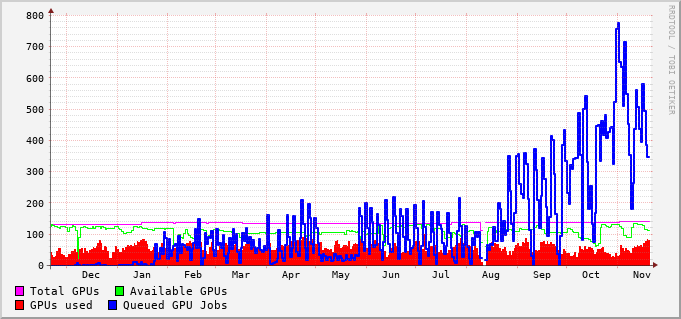 800
700
600
500
400
300
200
100
0
Dec Jan Feb Mar Apr May Jun Jul Aug Sep Oct Nov
Total GPUs Available GPUs
GPUs used Queued GPU Jobs
RRDTOOL / TOBI OETIKER